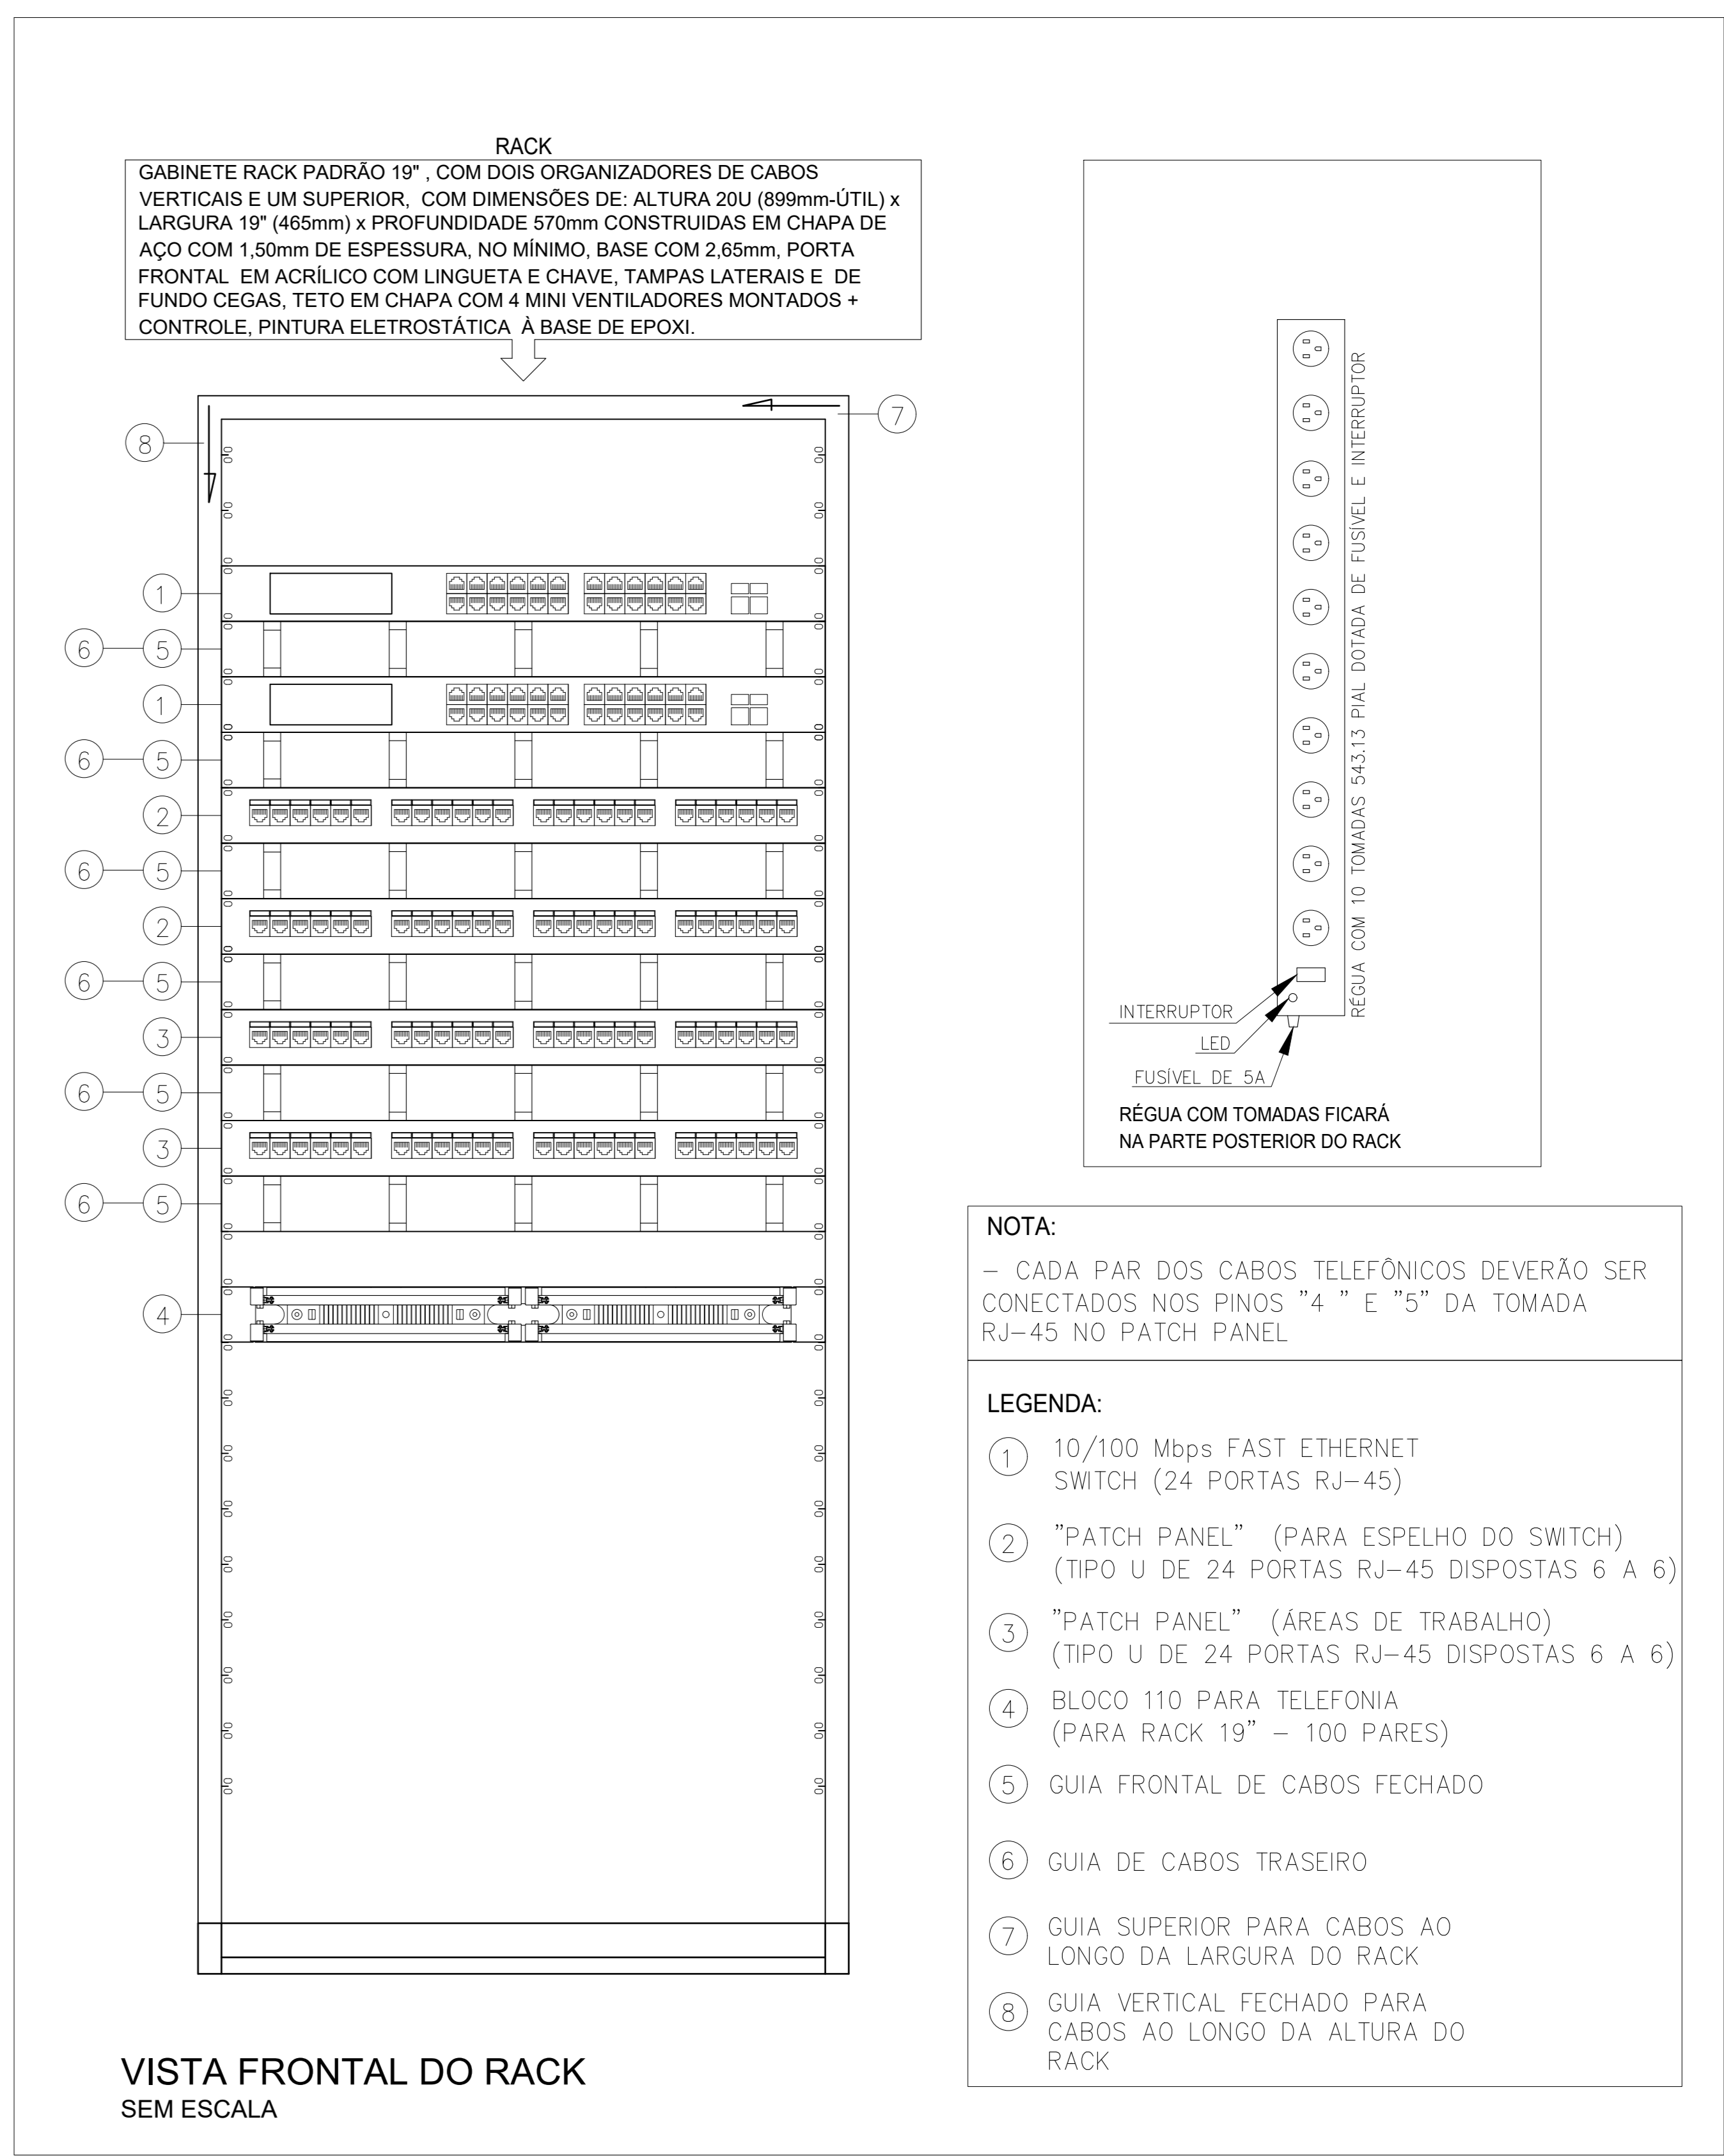 RACK
GABINETE RACK PADRÃO 19" , COM DOIS ORGANIZADORES DE CABOS
VERTICAIS E UM SUPERIOR, COM DIMENSÕES DE: ALTURA 20U (899mm-ÚTIL) x
LARGURA 19" (465mm) x PROFUNDIDADE 570mm CONSTRUIDAS EM CHAPA DE
AÇO COM 1,50mm DE ESPESSURA, NO MÍNIMO, BASE COM 2,65mm, PORTA
FRONTAL EM ACRÍLICO COM LINGUETA E CHAVE, TAMPAS LATERAIS E DE
FUNDO CEGAS, TETO EM CHAPA COM 4 MINI VENTILADORES MONTADOS +
CONTROLE, PINTURA ELETROSTÁTICA À BASE DE EPOXI.
7
8
1
6 5
1
6 5
2
6 5
2
6 5
3
6 5
3
6 5
4
VISTA FRONTAL DO RACK
SEM ESCALA
RÉGUA COM 10 TOMADAS 543.13 PIAL DOTADA DE FUSÍVEL E INTERRUPTOR
INTERRUPTOR
LED
FUSÍVEL DE 5A
RÉGUA COM TOMADAS FICARÁ
NA PARTE POSTERIOR DO RACK
NOTA:
– CADA PAR DOS CABOS TELEFÔNICOS DEVERÃO SER
CONECTADOS NOS PINOS "4 " E "5" DA TOMADA
RJ–45 NO PATCH PANEL
LEGENDA:
1 10/100 Mbps FAST ETHERNET
SWITCH (24 PORTAS RJ–45)
2 "PATCH PANEL" (PARA ESPELHO DO SWITCH)
(TIPO U DE 24 PORTAS RJ–45 DISPOSTAS 6 A 6)
3 "PATCH PANEL" (ÁREAS DE TRABALHO)
(TIPO U DE 24 PORTAS RJ–45 DISPOSTAS 6 A 6)
4 BLOCO 110 PARA TELEFONIA
(PARA RACK 19" – 100 PARES)
5 GUIA FRONTAL DE CABOS FECHADO
6 GUIA DE CABOS TRASEIRO
7 GUIA SUPERIOR PARA CABOS AO
LONGO DA LARGURA DO RACK
8 GUIA VERTICAL FECHADO PARA
CABOS AO LONGO DA ALTURA DO
RACK